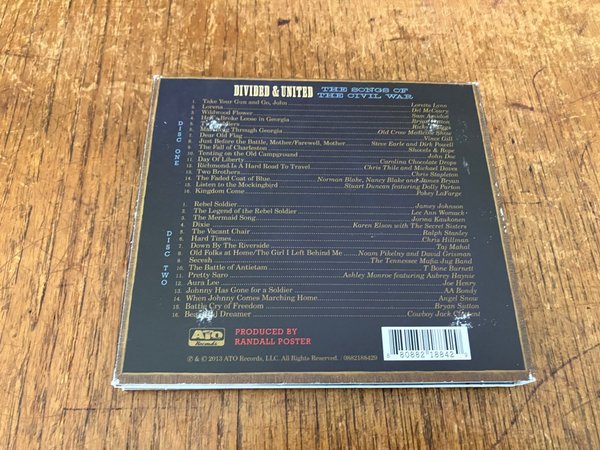 DIVIDED & UNITED THE SONGS OF THE CIVIL WAR
DISC ONE
1. Take Your Gun and Go, John Loretta Lynn
2. Lorena Del McCoury
3. Wildwood Flower Sam Amidon
4. Hell's Broke Loose in Georgia Bryan Sutton
5. Two Soldiers
6. Marching Through Georgia Old Crow Medicine Show
7. Dear Old Flag Vince Gill
8. Just Before the Battle, Mother/Farewell, Mother Steve Earle and Dirk Powell
9. The Fall of Charleston Shovels & Rope
10. Tenting on the Old Campground John Doe
11. Day of Liberty Carolina Chocolate Drops
12. Richmond Is A Hard Road To Travel Chris Thile and Michael Daves
13. Two Brothers Chris Stapleton
14. The Faded Coat of Blue Norman Blake, Nancy Blake and James Bryan
15. Listen to the Mockingbird Stuart Duncan featuring Dolly Parton
16. Kingdom Come Pokey LaFarge
DISC TWO
1. Rebel Soldier Jamey Johnson
2. The Legend of the Rebel Soldier Lee Ann Womack
3. The Mermaid Song Jorma Kaukonen
4. Dixie Karen Elson with The Secret Sisters
5. The Vacant Chair Ralph Stanley
6. Hard Times Chris Hillman
7. Down By The Riverside Taj Mahal
8. Old Folks at Home/The Girl I Left Behind Me Noam Pikelny and David Grisman
9. Secesh The Tennessee Mafia Jug Band
10. The Battle of Antietam T Bone Burnett
11. Pretty Saro Ashley Monroe featuring Aubrey Haynie
12. Aura Lee Joe Henry
13. Johnny Has Gone for a Soldier AA Bondy
14. When Johnny Comes Marching Home Angel Snow
15. Battle Cry of Freedom Bryan Sutton
16. Beautiful Dreamer Cowboy Jack Clement
ATO Records
PRODUCED BY
RANDALL POSTER
℗ & © 2013 ATO Records, LLC. All Rights Reserved. / 0882188429
8 80882 18842 9